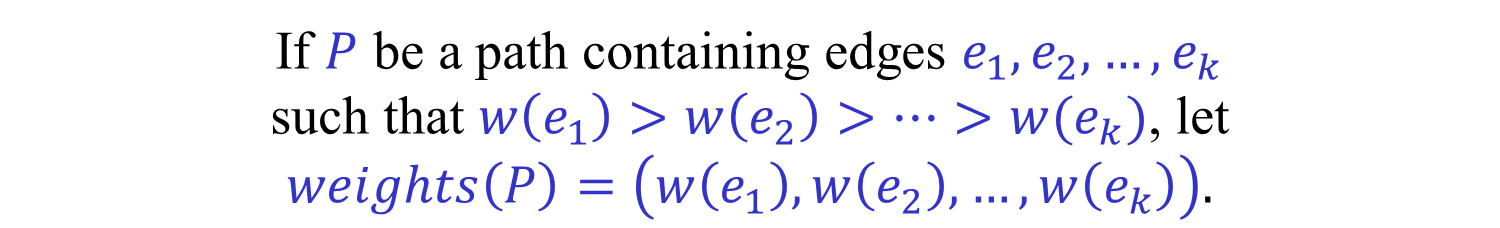 If P be a path containing edges e₁, e₂, … , eₖ
such that w(e₁) > w(e₂) > ⋯ > w(eₖ), let
weights(P) = (w(e₁), w(e₂), … , w(eₖ)).